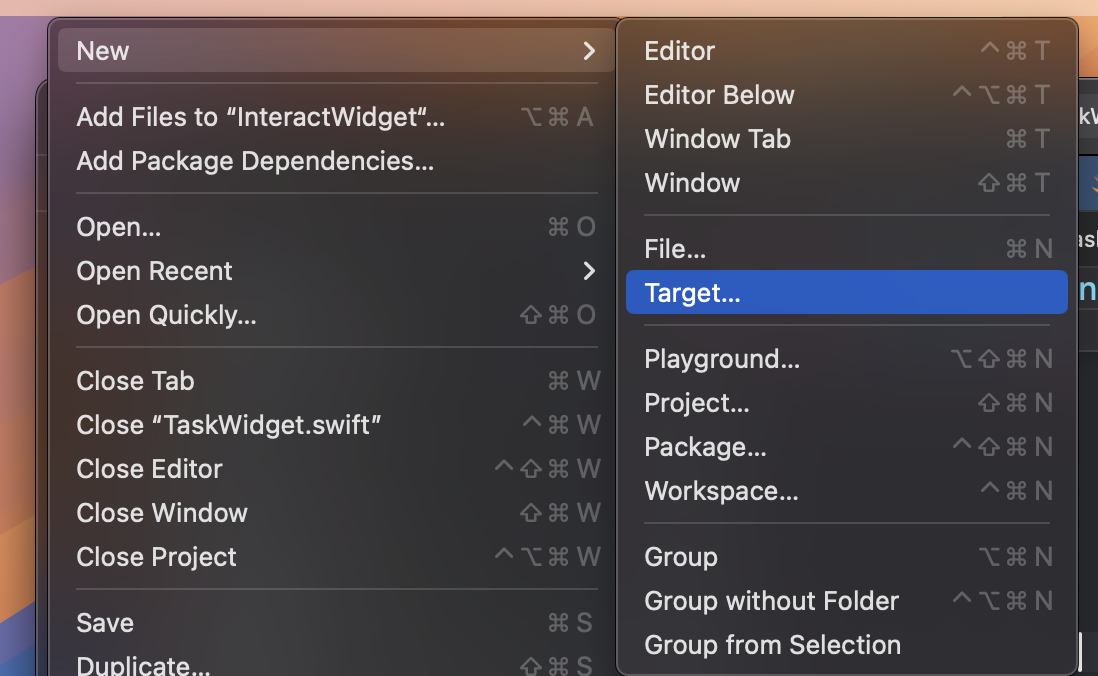 New
Add Files to “InteractWidget“...
⌥⌘ A
Add Package Dependencies...
Open...
⌘ O
Open Recent
Open Quickly...
⇧⌘ O
Close Tab
⌘ W
Close “TaskWidget.swift”
^⌘ W
Close Editor
^⇧⌘ W
Close Window
⇧⌘ W
Close Project
^⌥⌘ W
Save
⌘ S
Duplicate...
⇧⌘ S
Editor
^⌘ T
Editor Below
^⌥⌘ T
Window Tab
⌘ T
Window
⇧⌘ T
File...
⌘ N
Target...
Playground...
⌥⇧⌘ N
Project...
⇧⌘ N
Package...
^⇧⌘ N
Workspace...
^⌘ N
Group
⌥⌘ N
Group without Folder
^⌥⌘ N
Group from Selection